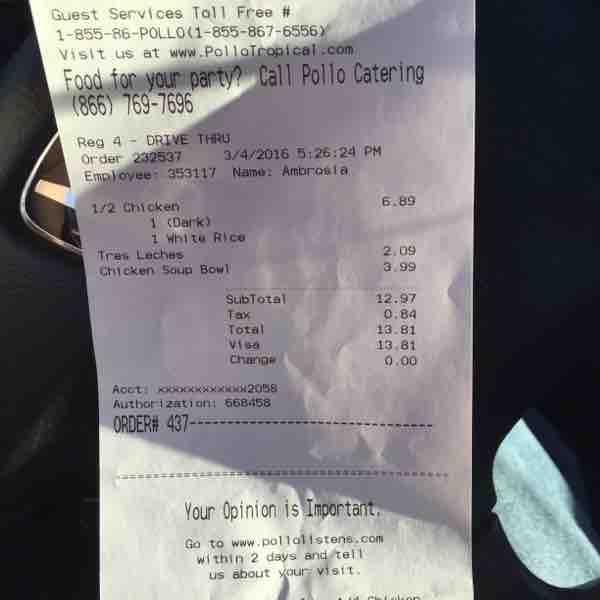 Guest Services Toll Free #
1-855-86-POLLO(1-855-867-6556)
Visit us at www.PolloTropical.com
Food for your party? Call Pollo Catering
(866) 769-7696
Reg 4 - DRIVE THRU
Order 232537 3/4/2016 5:26:24 PM
Employee: 353117 Name: Ambrosia
1/2 Chicken 6.89
1 (Dark)
1 White Rice
Tres Leches 2.09
Chicken Soup Bowl 3.99
SubTotal 12.97
Tax 0.84
Total 13.81
Visa 13.81
Change 0.00
Acct: xxxxxxxxxxxx2058
Authorization: 668458
ORDER# 437
Your Opinion is Important.
Go to www.pollolistens.com
within 2 days and tell
us about your visit.
1/4 Chicken